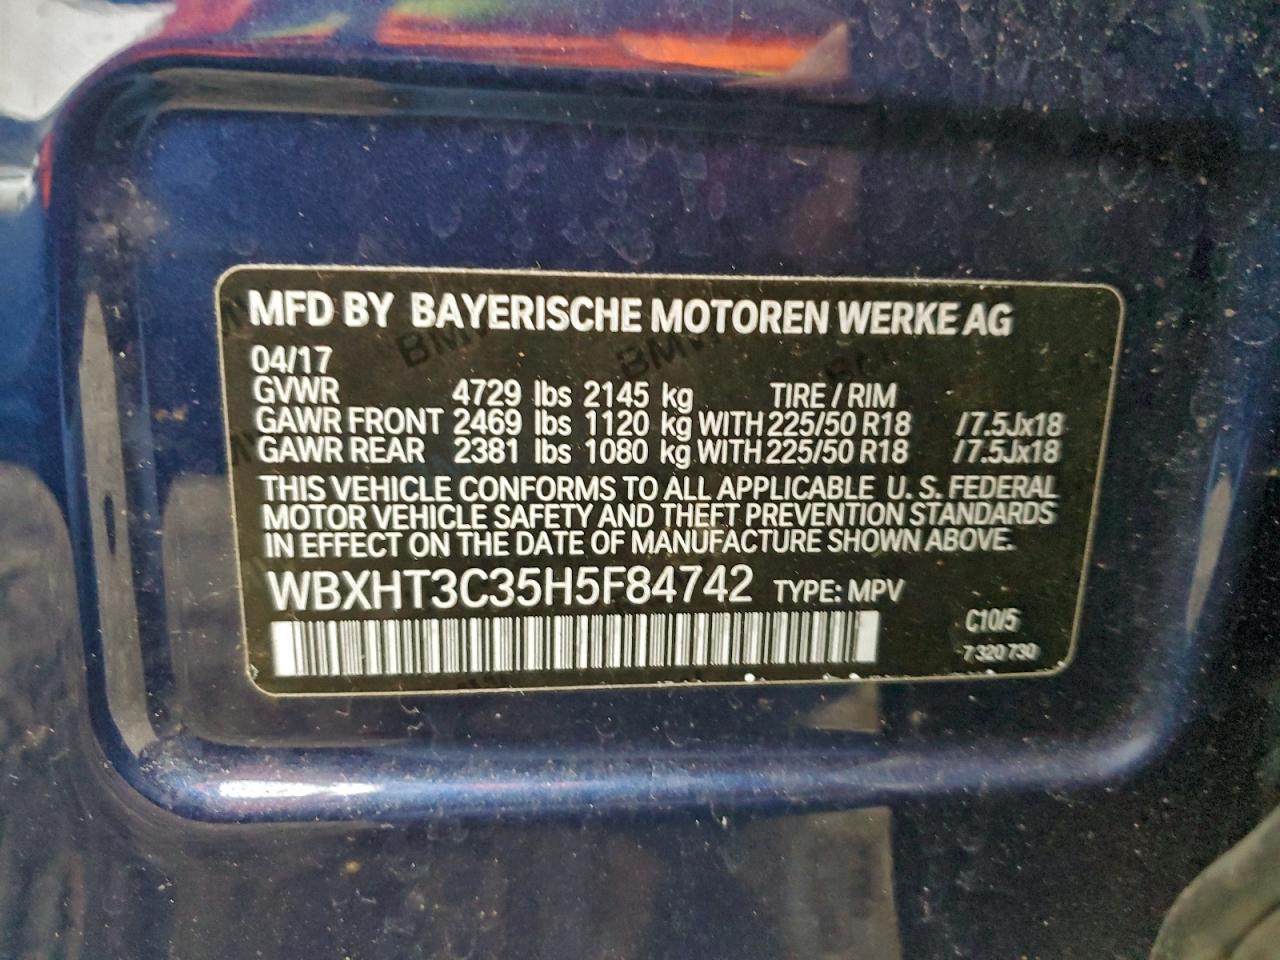 MFD BY BAYERISCHE MOTOREN WERKE AG
04/17
GVWR 4729 lbs 2145 kg TIRE / RIM
GAWR FRONT 2469 lbs 1120 kg WITH 225/50 R18 /7.5Jx18
GAWR REAR 2381 lbs 1080 kg WITH 225/50 R18 /7.5Jx18
THIS VEHICLE CONFORMS TO ALL APPLICABLE U.S. FEDERAL
MOTOR VEHICLE SAFETY AND THEFT PREVENTION STANDARDS
IN EFFECT ON THE DATE OF MANUFACTURE SHOWN ABOVE.
WBXHT3C35H5F84742 TYPE: MPV
C10/5
7 320 730